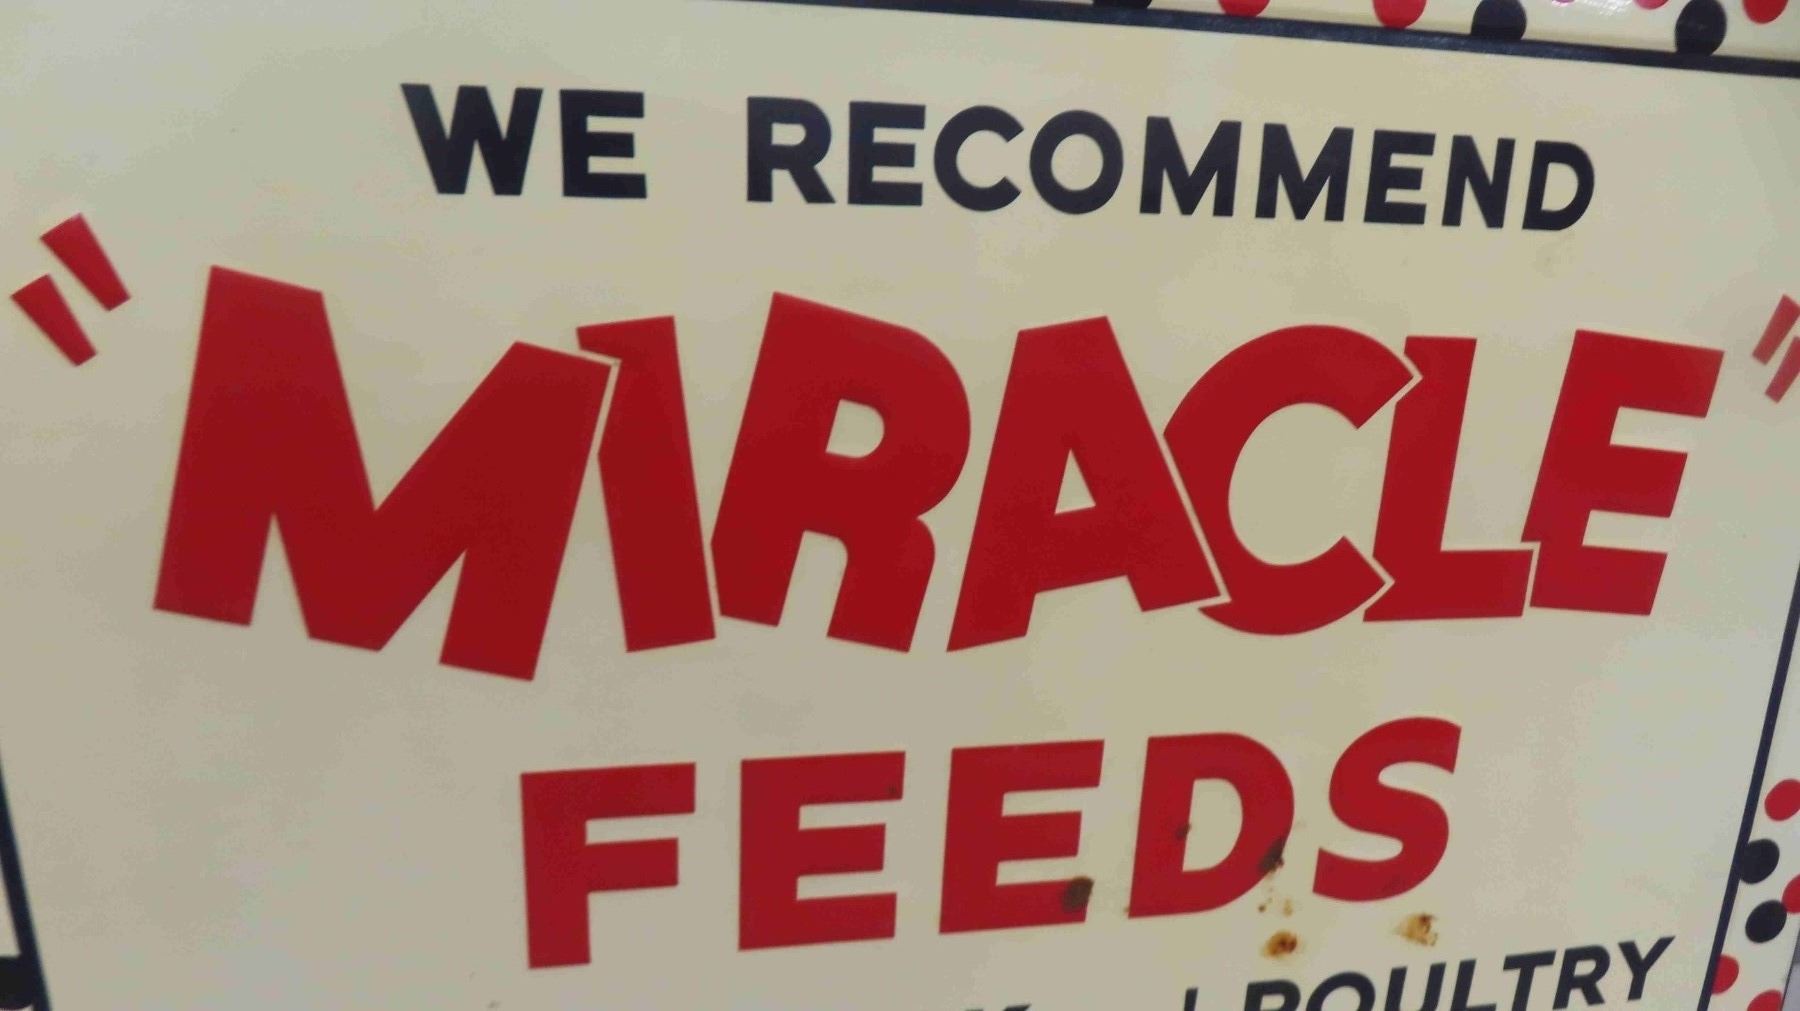 WE RECOMMEND
"MIRACLE"
FEEDS
POULTRY